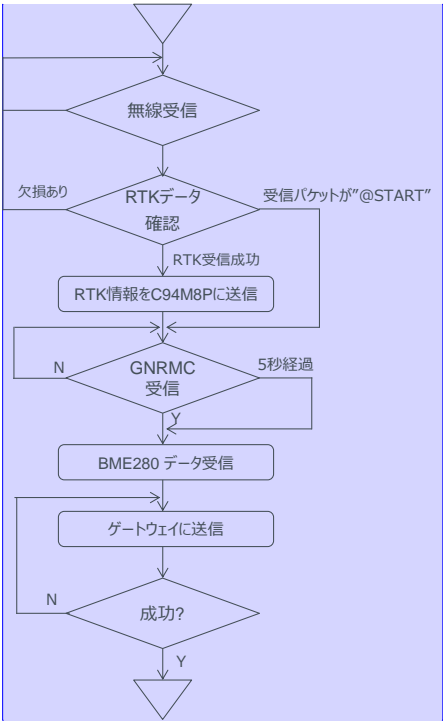 無線受信
欠損あり
RTKデータ
確認
受信パケットが"@START"
RTK受信成功
RTK情報をC94M8Pに送信
N
GNRMC
受信
5秒経過
Y
BME280 データ受信
ゲートウェイに送信
N
成功?
Y